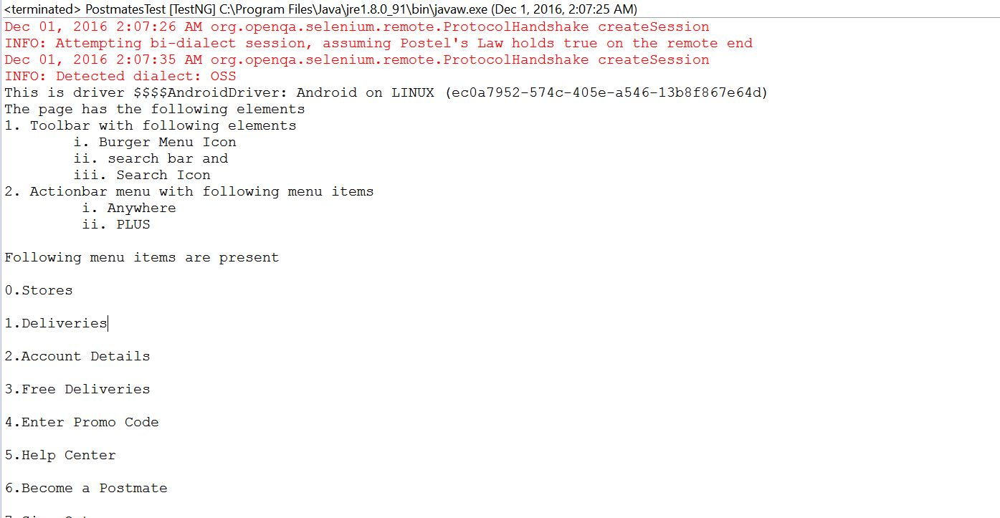 <terminated> PostmatesTest [TestNG] C:\Program Files\Java\jre1.8.0_91\bin\javaw.exe (Dec 1, 2016, 2:07:25 AM)
Dec 01, 2016 2:07:26 AM org.openqa.selenium.remote.ProtocolHandshake createSession
INFO: Attempting bi-dialect session, assuming Postel's Law holds true on the remote end
Dec 01, 2016 2:07:35 AM org.openqa.selenium.remote.ProtocolHandshake createSession
INFO: Detected dialect: OSS
This is driver $$$$AndroidDriver: Android on LINUX (ec0a7952-574c-405e-a546-13b8f867e64d)
The page has the following elements
1. Toolbar with following elements
i. Burger Menu Icon
ii. search bar and
iii. Search Icon
2. Actionbar menu with following menu items
i. Anywhere
ii. PLUS
Following menu items are present
0.Stores
1.Deliveries
2.Account Details
3.Free Deliveries
4.Enter Promo Code
5.Help Center
6.Become a Postmate